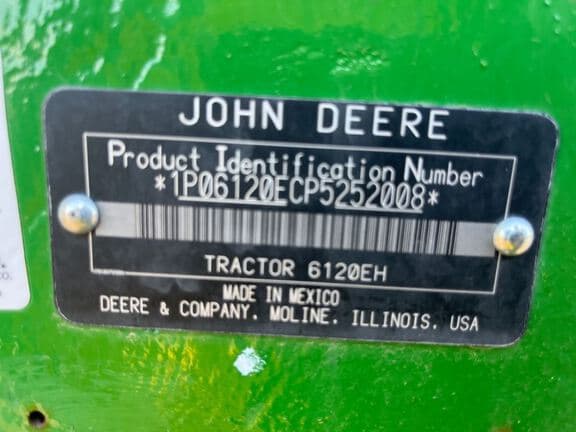 JOHN DEERE
Product Identification Number
*1P06120ECP5252008*
TRACTOR 6120EH
MADE IN MEXICO
DEERE & COMPANY. MOLINE. ILLINOIS. USA